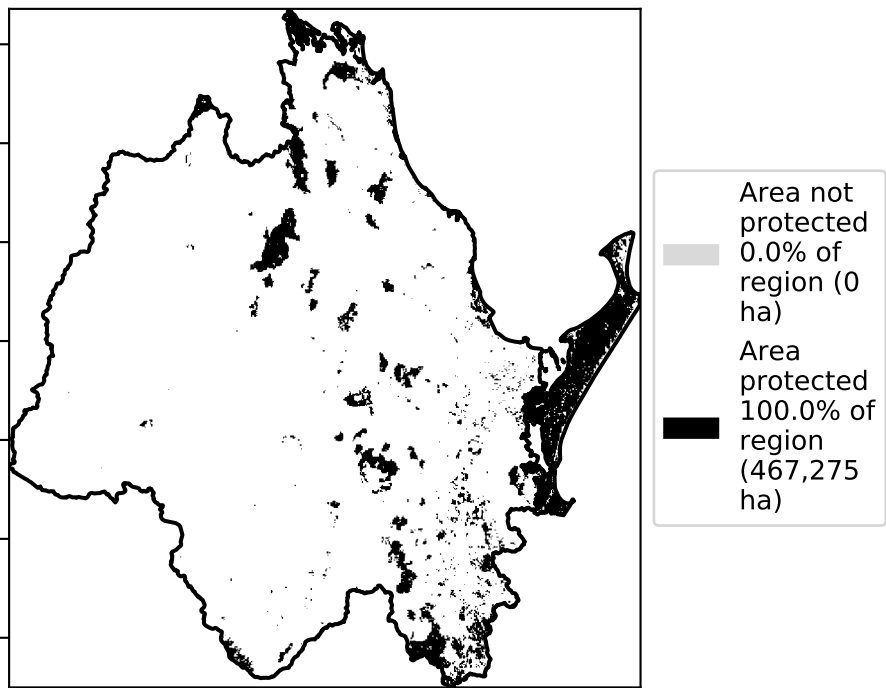 Area not
protected
0.0% of
region (0
ha)
Area
protected
100.0% of
region
(467,275
ha)